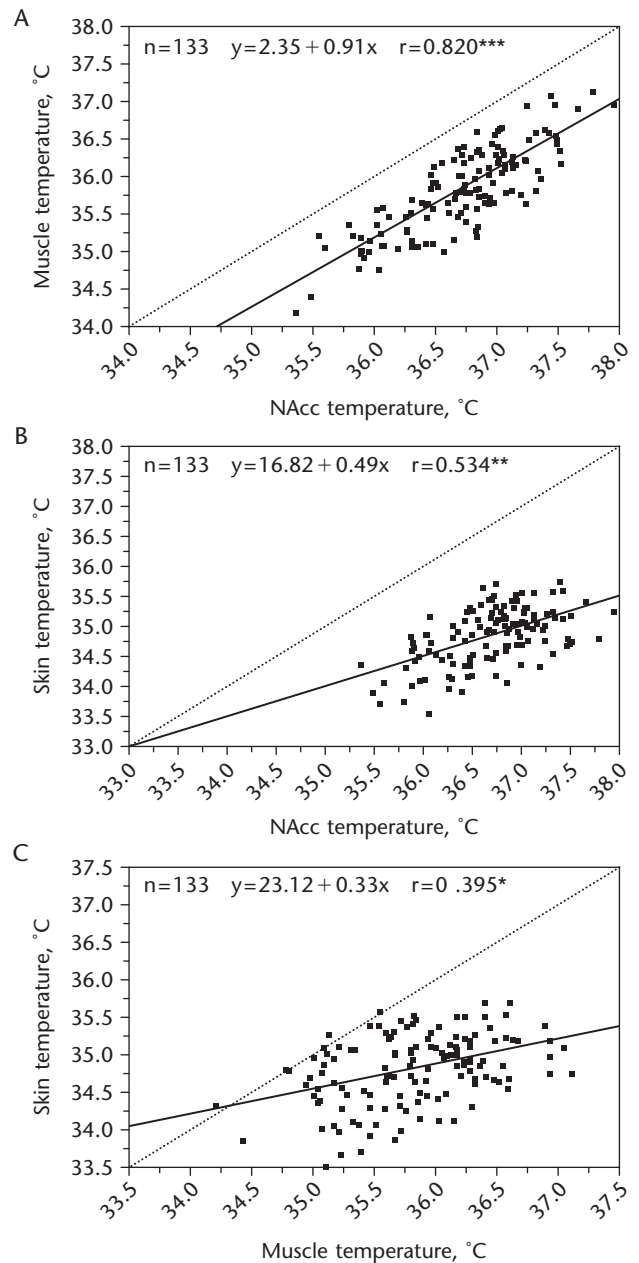 A
n=133 y=2.35+0.91x r=0.820***
38.0
37.5
37.0
36.5
36.0
35.5
35.0
34.5
34.0
Muscle temperature, ˚C
34.0 34.5 35.0 35.5 36.0 36.5 37.0 37.5 38.0
NAcc temperature, ˚C
B
n=133 y=16.82+0.49x r=0.534**
38.0
37.5
37.0
36.5
36.0
35.5
35.0
34.5
34.0
33.5
33.0
Skin temperature, ˚C
33.0 33.5 34.0 34.5 35.0 35.5 36.0 36.5 37.0 37.5 38.0
NAcc temperature, ˚C
C
n=133 y=23.12+0.33x r=0 .395*
37.5
37.0
36.5
36.0
35.5
35.0
34.5
34.0
33.5
Skin temperature, ˚C
33.5 34.0 34.5 35.0 35.5 36.0 36.5 37.0 37.5
Muscle temperature, ˚C